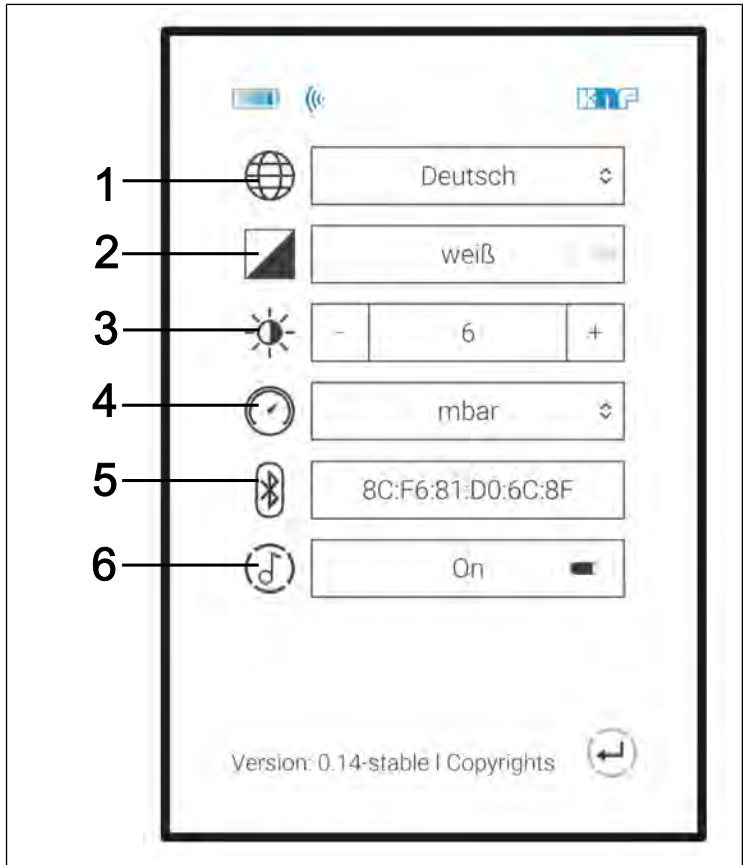 KNF
1 Deutsch
2 weiß
3 - 6 +
4 mbar
5 8C:F6:81:D0:6C:8F
6 On
Version: 0.14-stable I Copyrights